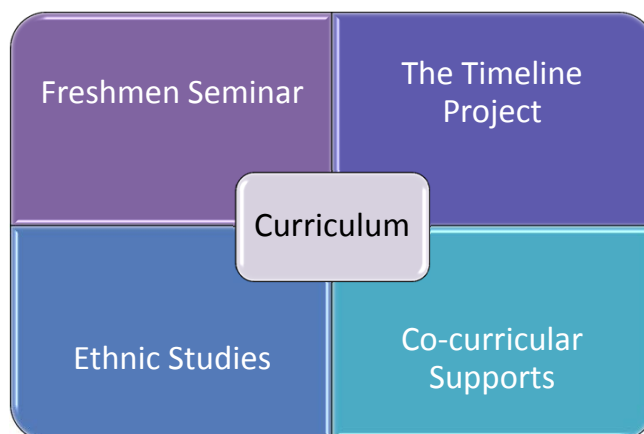 Freshmen Seminar
The Timeline
Project
Curriculum
Ethnic Studies
Co-curricular
Supports